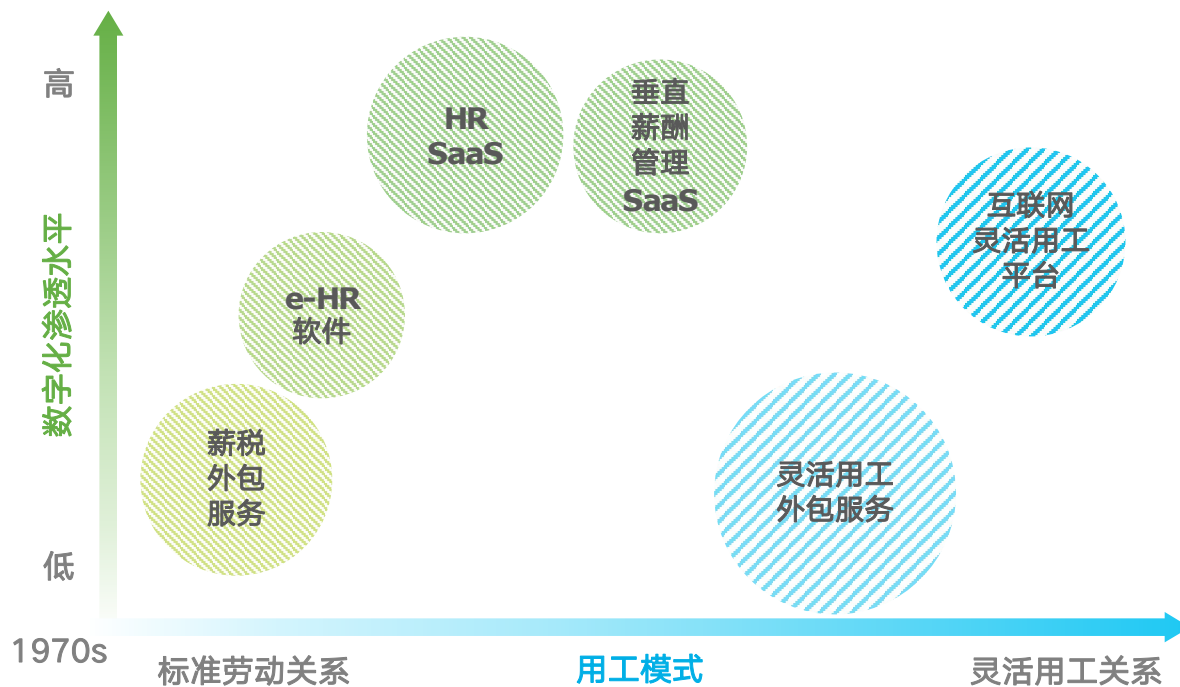 高
HR
SaaS
垂直
薪酬
管理
SaaS
互联网
灵活用工
平台
数字化渗透水平
e-HR
软件
薪税
外包
服务
灵活用工
外包服务
低
1970s
标准劳动关系
用工模式
灵活用工关系